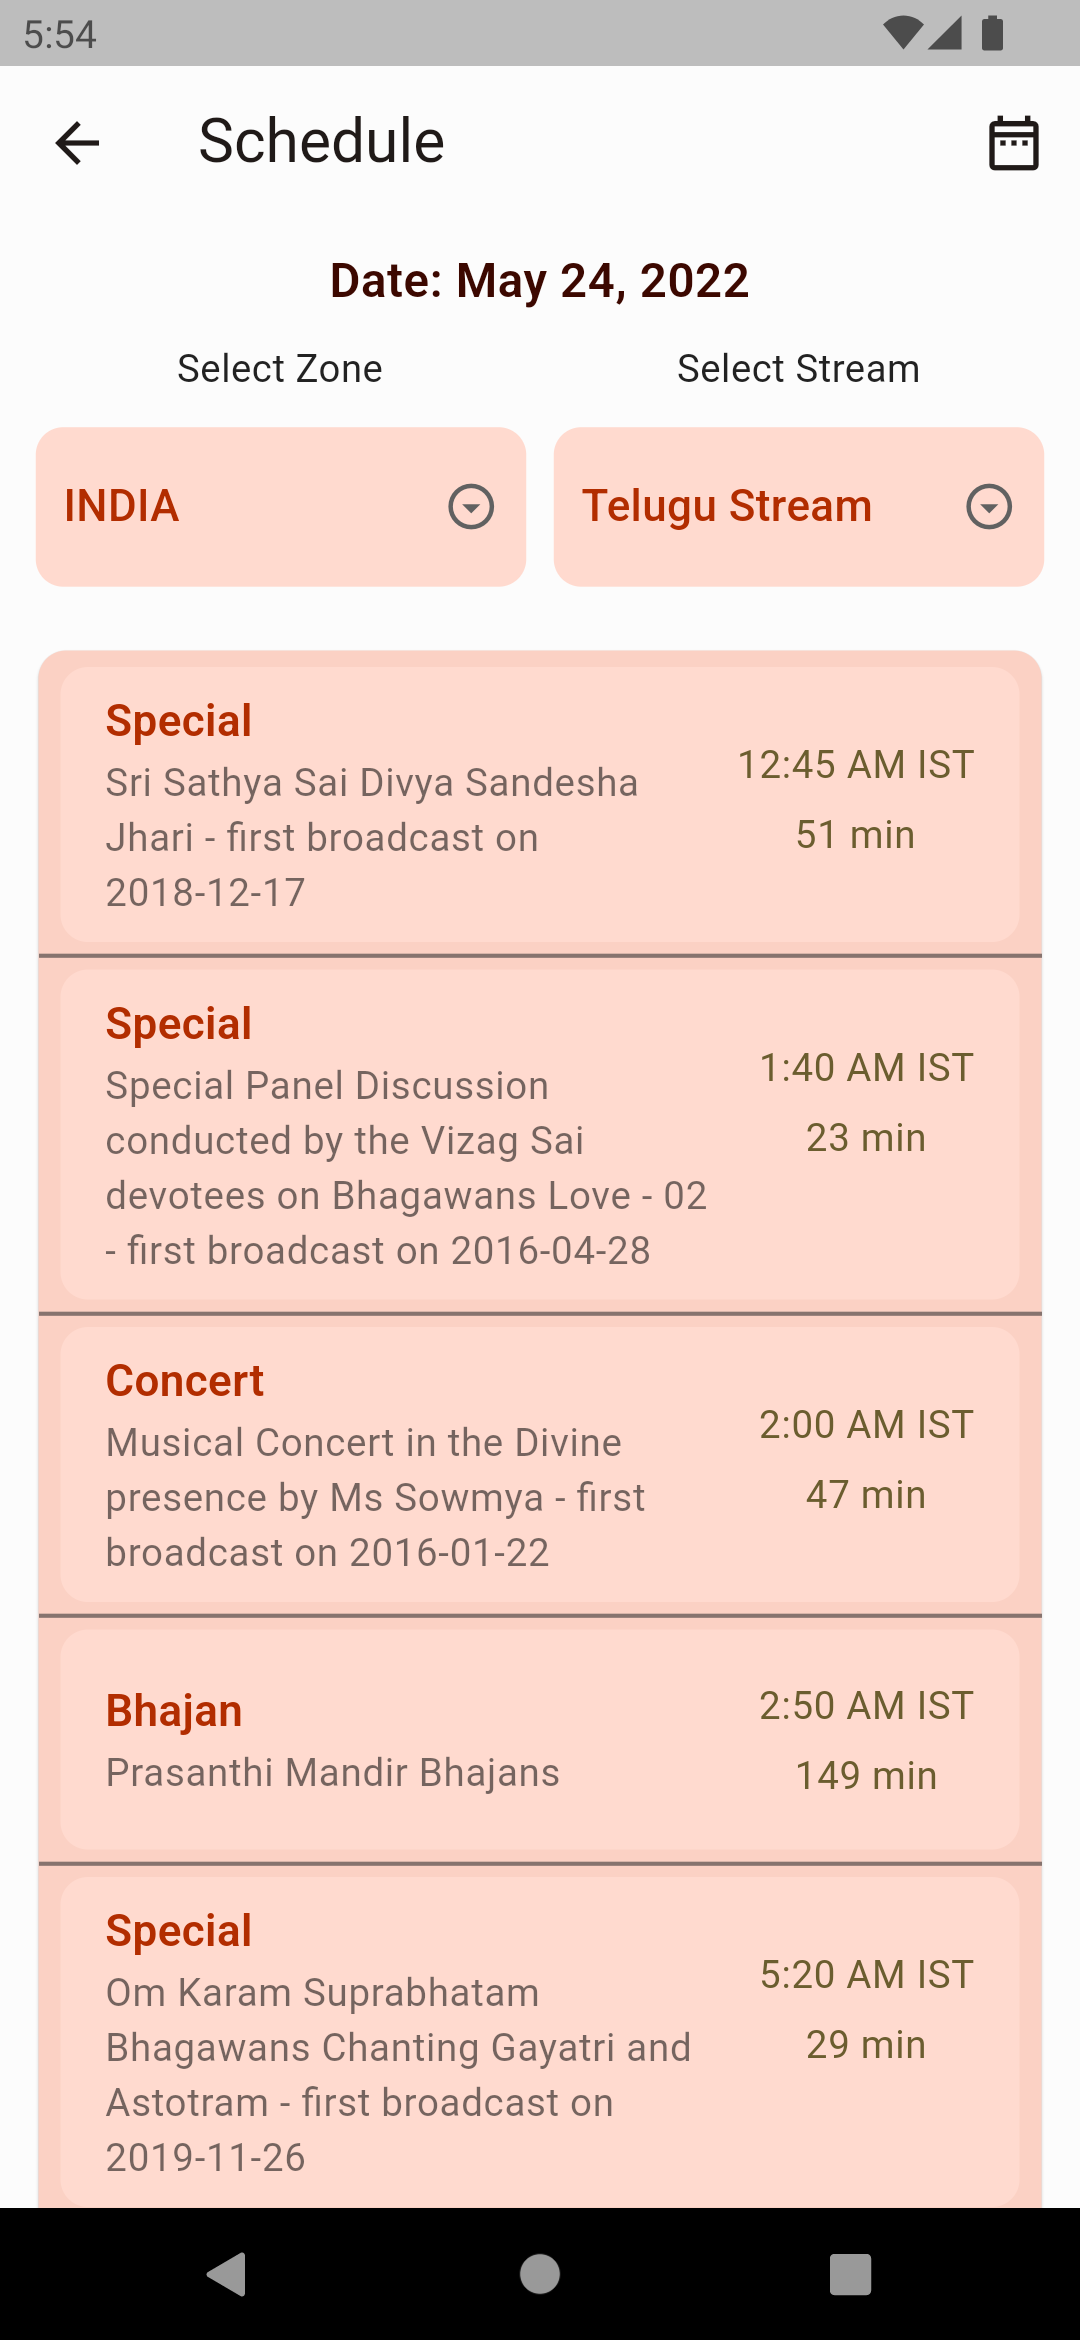 5:54
Schedule
Date: May 24, 2022
Select Zone
Select Stream
INDIA
Telugu Stream
Special
Sri Sathya Sai Divya Sandesha
Jhari - first broadcast on
2018-12-17
12:45 AM IST
51 min
Special
Special Panel Discussion
conducted by the Vizag Sai
devotees on Bhagawans Love - 02
- first broadcast on 2016-04-28
1:40 AM IST
23 min
Concert
Musical Concert in the Divine
presence by Ms Sowmya - first
broadcast on 2016-01-22
2:00 AM IST
47 min
Bhajan
Prasanthi Mandir Bhajans
2:50 AM IST
149 min
Special
Om Karam Suprabhatam
Bhagawans Chanting Gayatri and
Astotram - first broadcast on
2019-11-26
5:20 AM IST
29 min